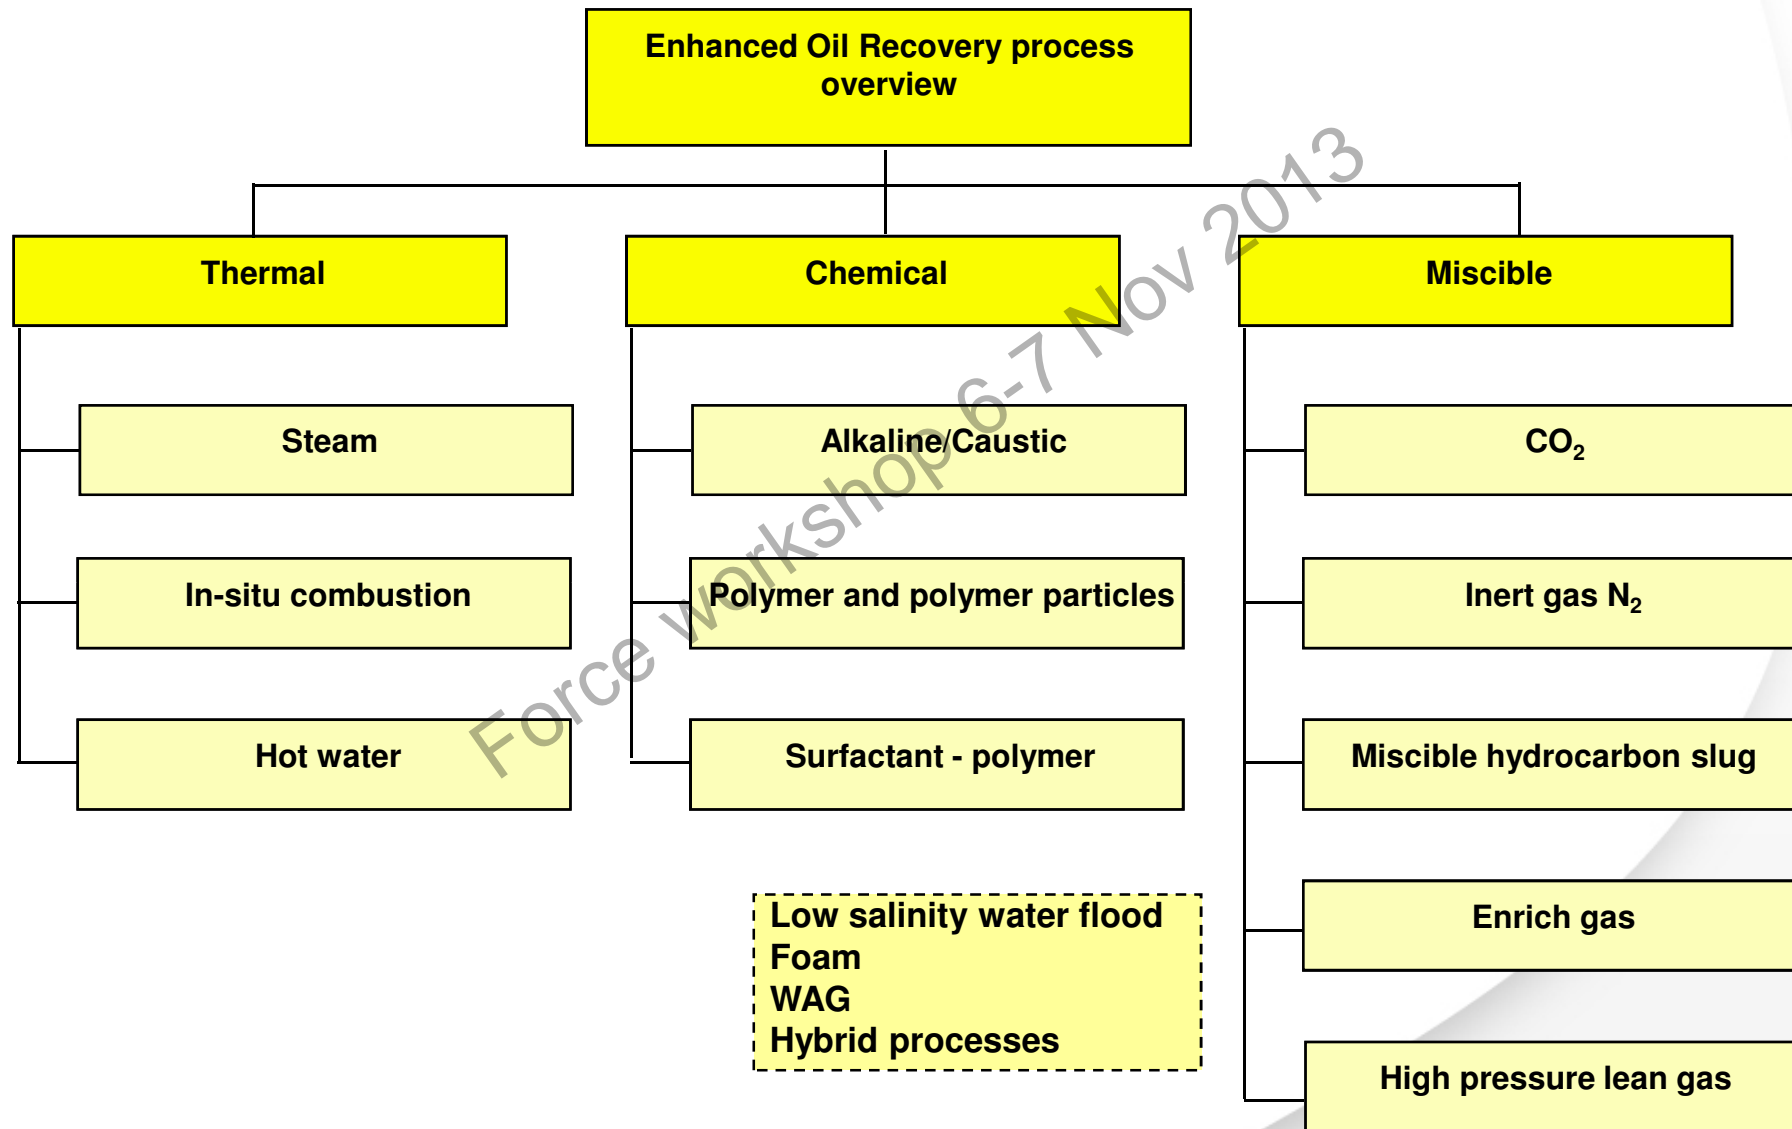 Enhanced Oil Recovery process
overview
Thermal
Chemical
Miscible
Steam
Alkaline/Caustic
CO₂
In-situ combustion
Polymer and polymer particles
Inert gas N₂
Hot water
Surfactant - polymer
Miscible hydrocarbon slug
Low salinity water flood
Foam
WAG
Hybrid processes
Enrich gas
High pressure lean gas
Force workshop 6-7 Nov 2013